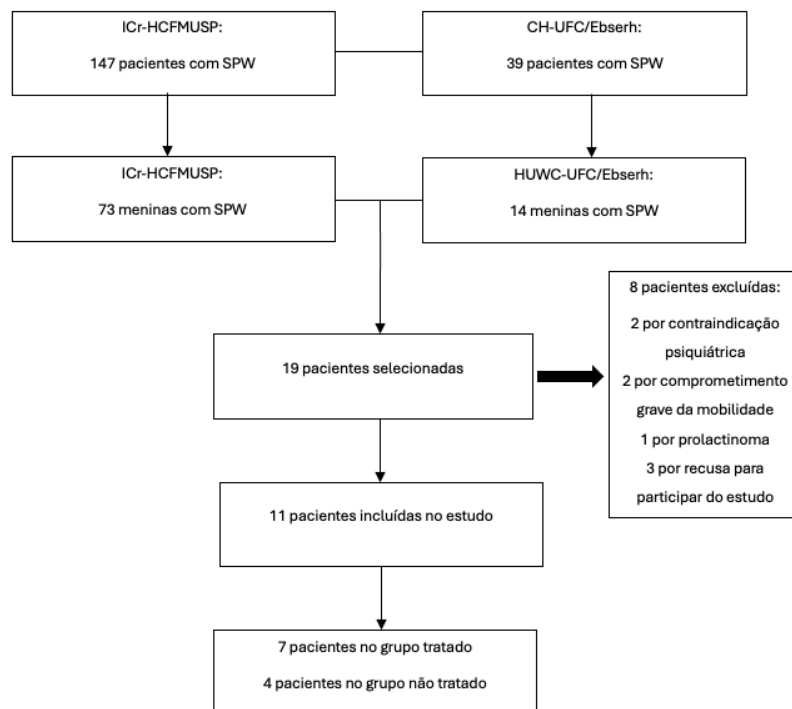 ICr-HCFMUSP:
147 pacientes com SPW
CH-UFC/Ebserh:
39 pacientes com SPW
ICr-HCFMUSP:
73 meninas com SPW
HUWC-UFC/Ebserh:
14 meninas com SPW
19 pacientes selecionadas
8 pacientes excluídas:
2 por contraindicação
psiquiátrica
2 por comprometimento
grave da mobilidade
1 por prolactinoma
3 por recusa para
participar do estudo
11 pacientes incluídas no estudo
7 pacientes no grupo tratado
4 pacientes no grupo não tratado